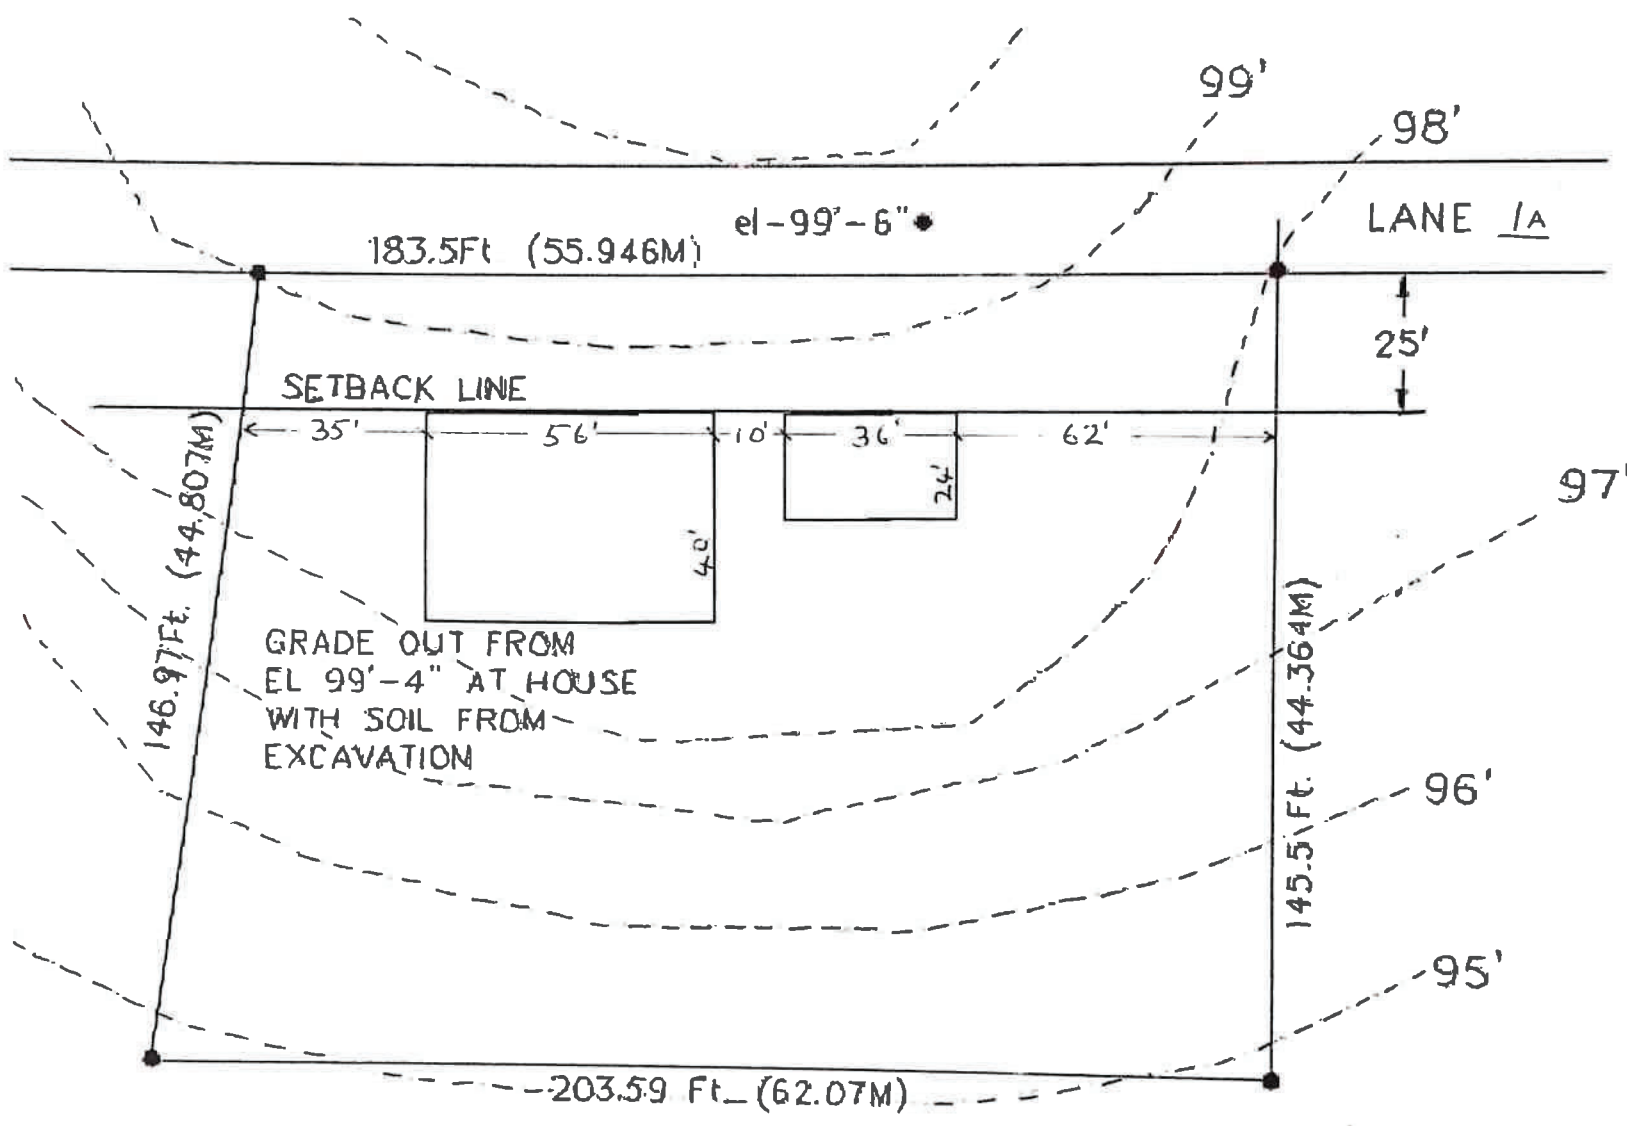 99'
98'
el-99'-6"
LANE 1A
183.5Ft (55.946M)
25'
SETBACK LINE
35'
56'
10'
36'
62'
24'
97'
40'
146.97Ft. (44.807M)
GRADE OUT FROM
EL 99'-4" AT HOUSE
WITH SOIL FROM
EXCAVATION
145.5\Ft. (44.364M)
96'
95'
203.59 Ft_ (62.07M)